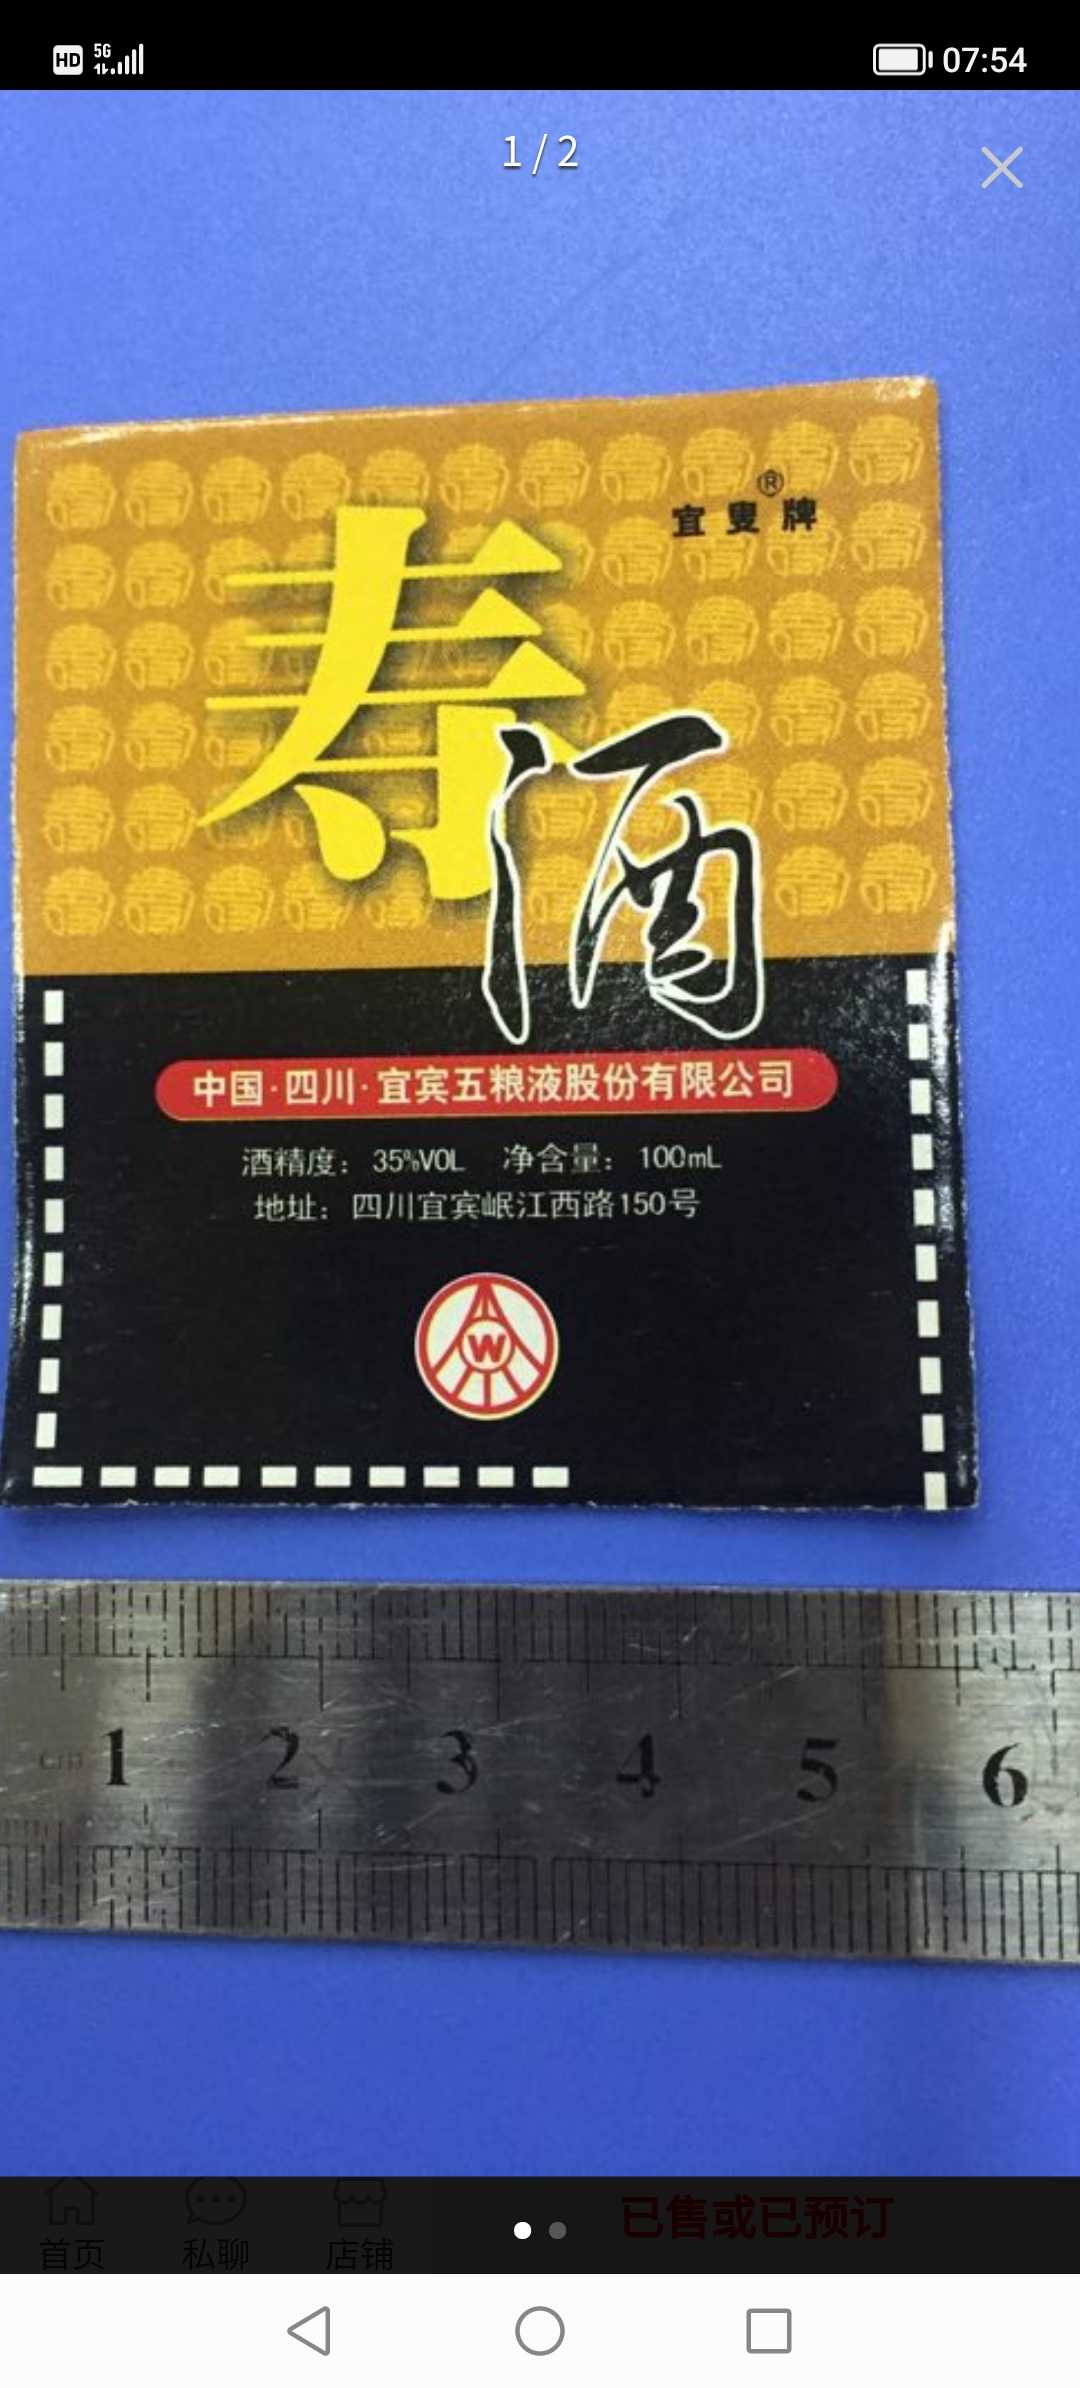 HD 5G 07:54
1 / 2
宜叟牌
®
寿
酒
中国·四川·宜宾五粮液股份有限公司
酒精度：35%VOL 净含量：100mL
地址：四川宜宾岷江西路150号
W
cm 1 2 3 4 5 6
已售或已预订
首页 私聊 店铺